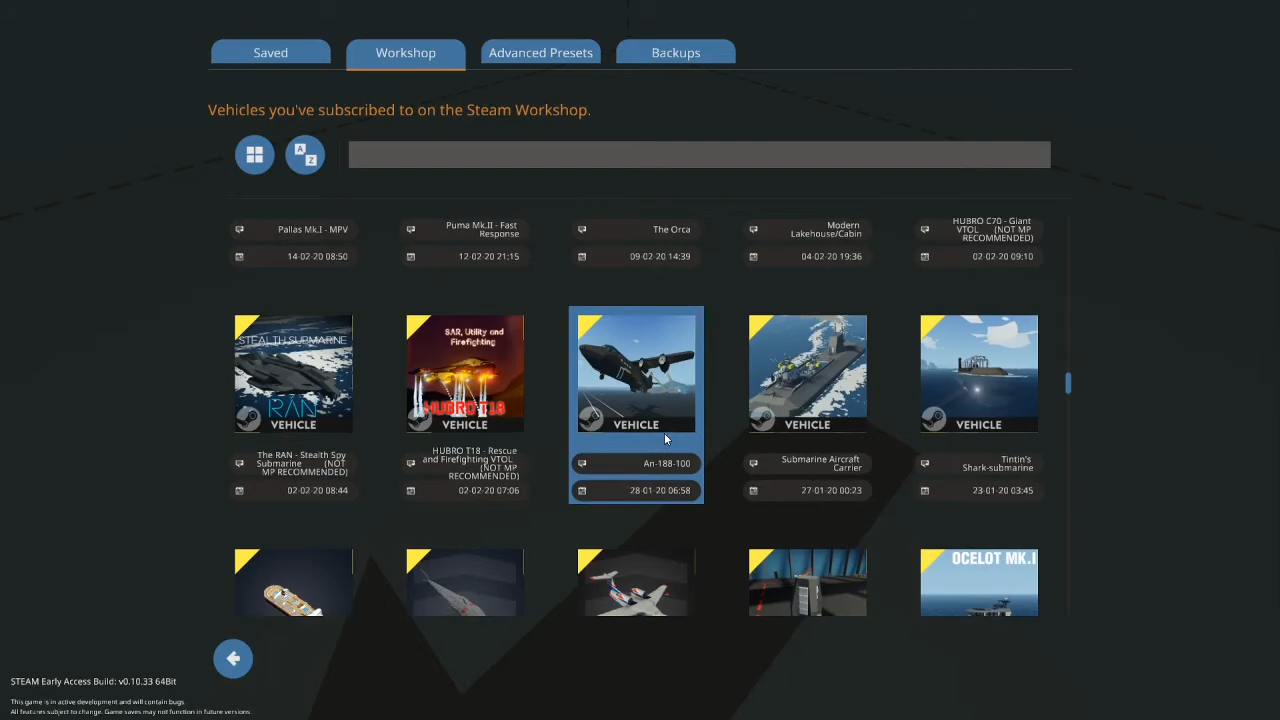 Saved
Workshop
Advanced Presets
Backups
Vehicles you've subscribed to on the Steam Workshop.
A
Z
Pallas Mk.I - MPV
14-02-20 08:50
Puma Mk.II - Fast
Response
12-02-20 21:15
The Orca
09-02-20 14:39
Modern
Lakehouse/Cabin
04-02-20 19:36
HUBRO C70 - Giant
VTOL (NOT MP
RECOMMENDED)
02-02-20 09:10
STEALTH SUBMARINE
RÅN
VEHICLE
The RAN - Stealth Spy
Submarine (NOT
MP RECOMMENDED)
02-02-20 08:44
SAR, Utility and
Firefighting
HUBRO T18
VEHICLE
HUBRO T18 - Rescue
and Firefighting VTOL
(NOT MP
RECOMMENDED)
02-02-20 07:06
VEHICLE
An-188-100
28-01-20 06:58
VEHICLE
Submarine Aircraft
Carrier
27-01-20 00:23
VEHICLE
Tintin's
Shark-submarine
23-01-20 03:45
OCELOT MK.I
STEAM Early Access Build: v0.10.33 64Bit
This game is in active development and will contain bugs
All features subject to change. Game saves may not function in future versions